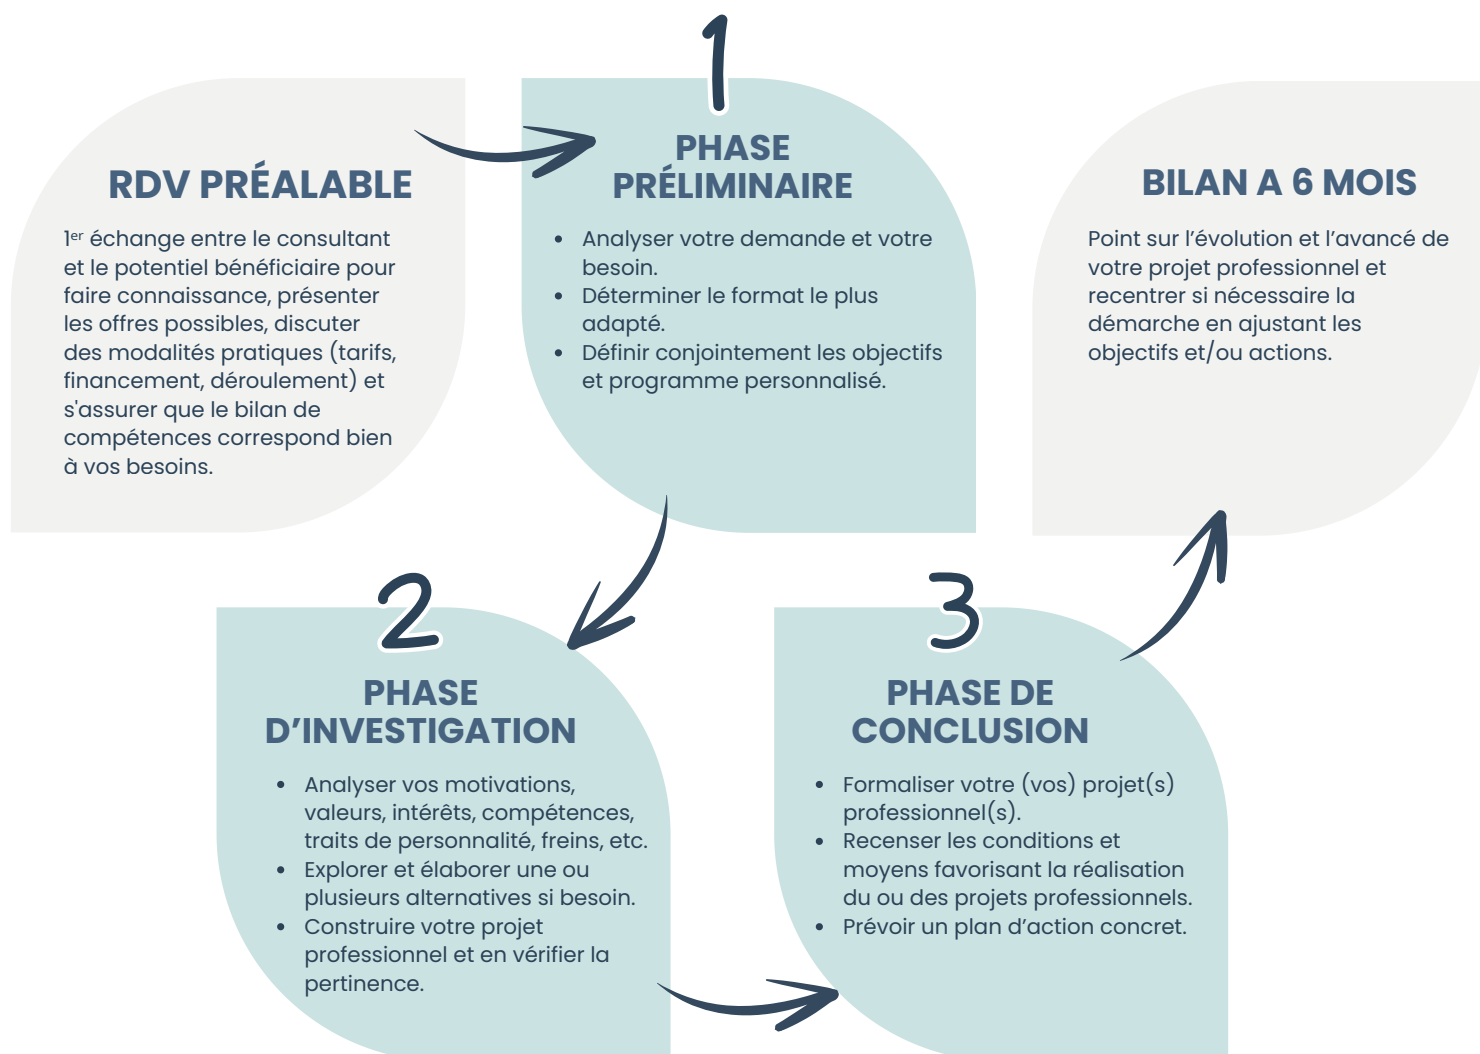 RDV PRÉALABLE
1er échange entre le consultant
et le potentiel bénéficiaire pour
faire connaissance, présenter
les offres possibles, discuter
des modalités pratiques (tarifs,
financement, déroulement) et
s'assurer que le bilan de
compétences correspond bien
à vos besoins.
1
PHASE
PRÉLIMINAIRE
• Analyser votre demande et votre
besoin.
• Déterminer le format le plus
adapté.
• Définir conjointement les objectifs
et programme personnalisé.
2
PHASE
D’INVESTIGATION
• Analyser vos motivations,
valeurs, intérêts, compétences,
traits de personnalité, freins, etc.
• Explorer et élaborer une ou
plusieurs alternatives si besoin.
• Construire votre projet
professionnel et en vérifier la
pertinence.
3
PHASE DE
CONCLUSION
• Formaliser votre (vos) projet(s)
professionnel(s).
• Recenser les conditions et
moyens favorisant la réalisation
du ou des projets professionnels.
• Prévoir un plan d’action concret.
BILAN A 6 MOIS
Point sur l’évolution et l’avancé de
votre projet professionnel et
recentrer si nécessaire la
démarche en ajustant les
objectifs et/ou actions.